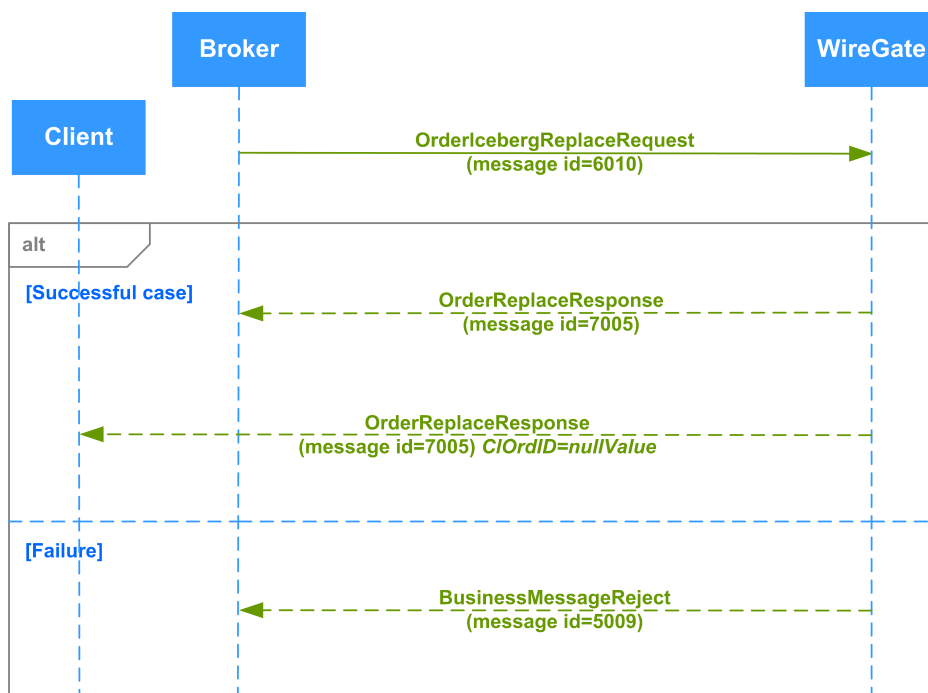 Broker
WireGate
Client
OrderIcebergReplaceRequest
(message id=6010)
alt
[Successful case]
OrderReplaceResponse
(message id=7005)
OrderReplaceResponse
(message id=7005) ClOrdID=nullValue
[Failure]
BusinessMessageReject
(message id=5009)